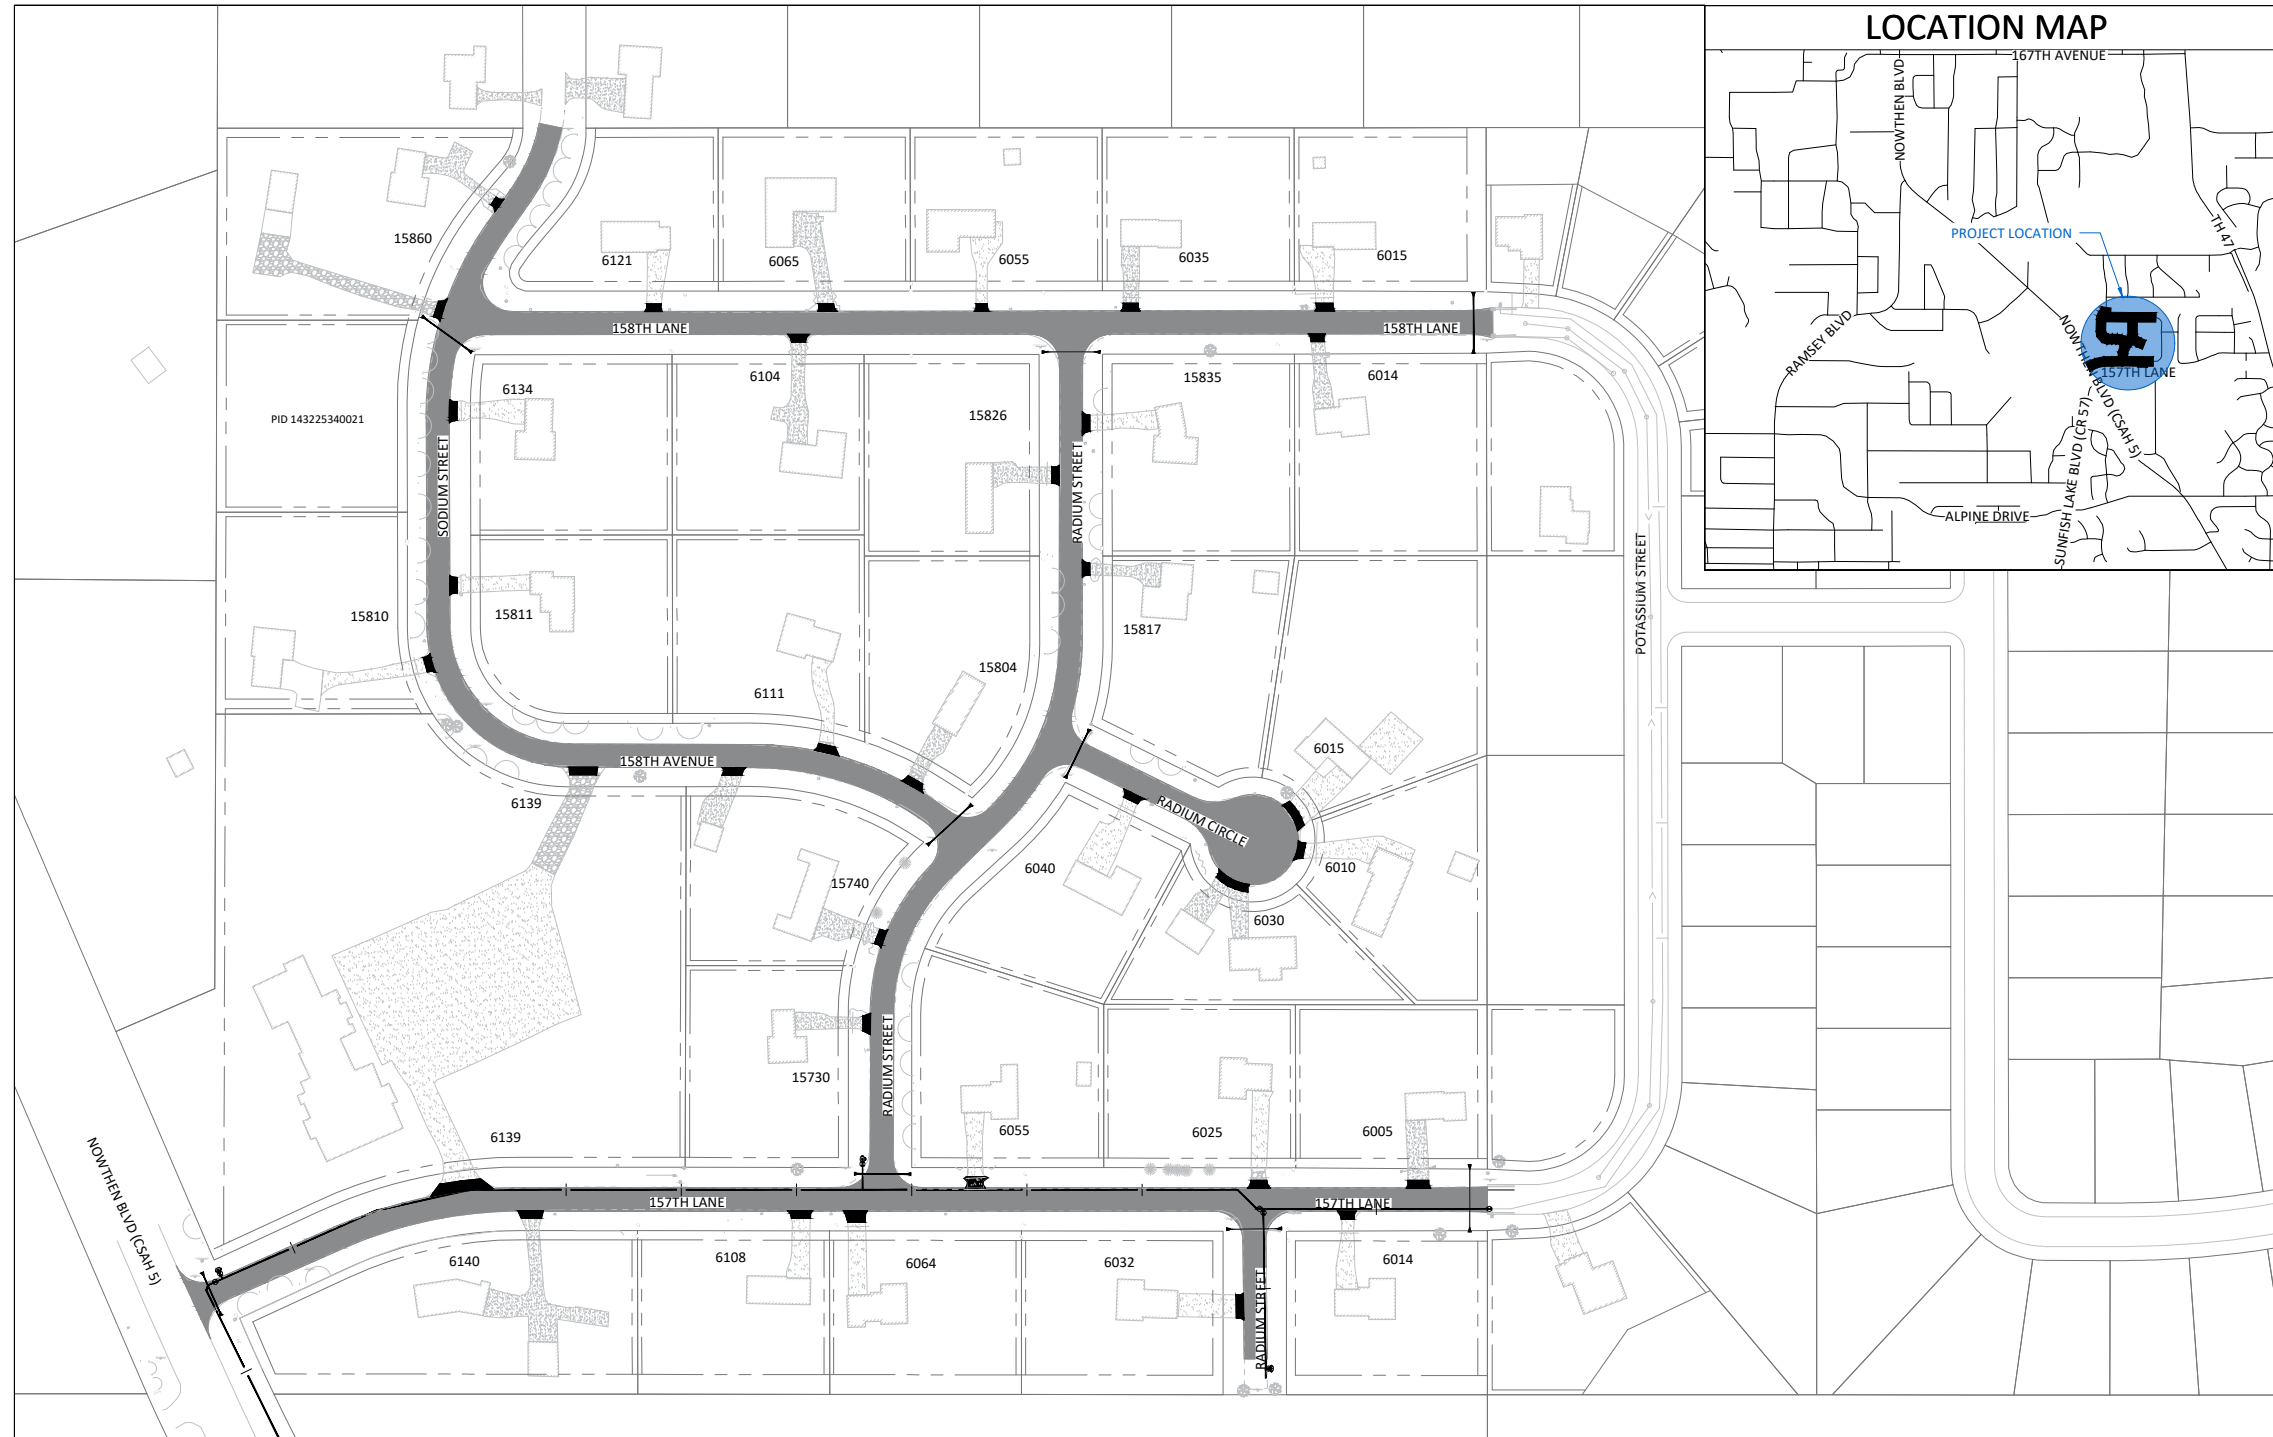 LOCATION MAP
167TH AVENUE
NOWTHEN BLVD
TH 47
PROJECT LOCATION
RAMSEY BLVD
NOWTHEN BLVD (CSAH 5)
157TH LANE
SUNFISH LAKE BLVD (CR 57)
ALPINE DRIVE
15860
6121
6065
6055
6035
6015
158TH LANE
158TH LANE
6134
6104
15826
15835
6014
PID 143225340021
SODIUM STREET
RADIUM STREET
POTASSIUM STREET
15810
15811
15817
6111
15804
6015
158TH AVENUE
6139
RADIUM CIRCLE
15740
6040
6010
6030
15730
RADIUM STREET
6139
6055
6025
6005
NOWTHEN BLVD (CSAH 5)
157TH LANE
157TH LANE
6140
6108
6064
6032
6014
RADIUM STREET